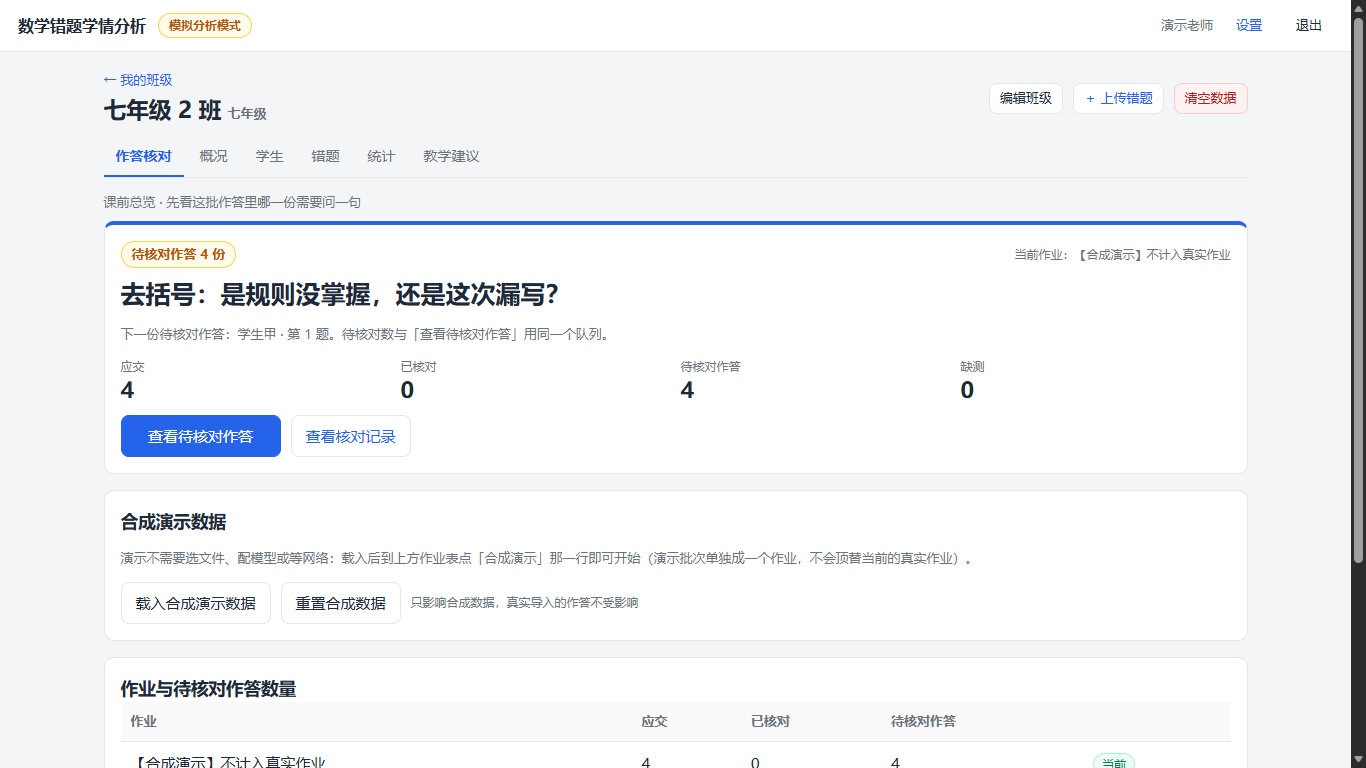 数学错题学情分析 模拟分析模式 演示老师 设置 退出
← 我的班级
七年级 2 班 七年级 编辑班级 + 上传错题 清空数据
作答核对 概况 学生 错题 统计 教学建议
课前总览 · 先看这批作答里哪一份需要问一句
待核对作答 4 份 当前作业：【合成演示】不计入真实作业
去括号：是规则没掌握，还是这次漏写？
下一份待核对作答：学生甲 · 第 1 题。待核对数与「查看待核对作答」用同一个队列。
应交 已核对 待核对作答 缺测
4 0 4 0
查看待核对作答 查看核对记录
合成演示数据
演示不需要选文件、配模型或等网络：载入后到上方作业表点「合成演示」那一行即可开始（演示批次单独成一个作业，不会顶替当前的真实作业）。
载入合成演示数据 重置合成数据 只影响合成数据，真实导入的作答不受影响
作业与待核对作答数量
作业 应交 已核对 待核对作答
【合成演示】不计入真实作业 4 0 4 当前